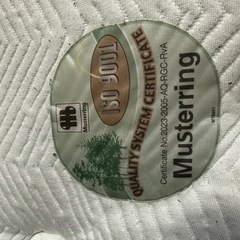 ISO 9001
QUALITY SYSTEM CERTIFICATE
Musterring
Certificate No:2023-2005-AQ-RGC-RvA
Musterring